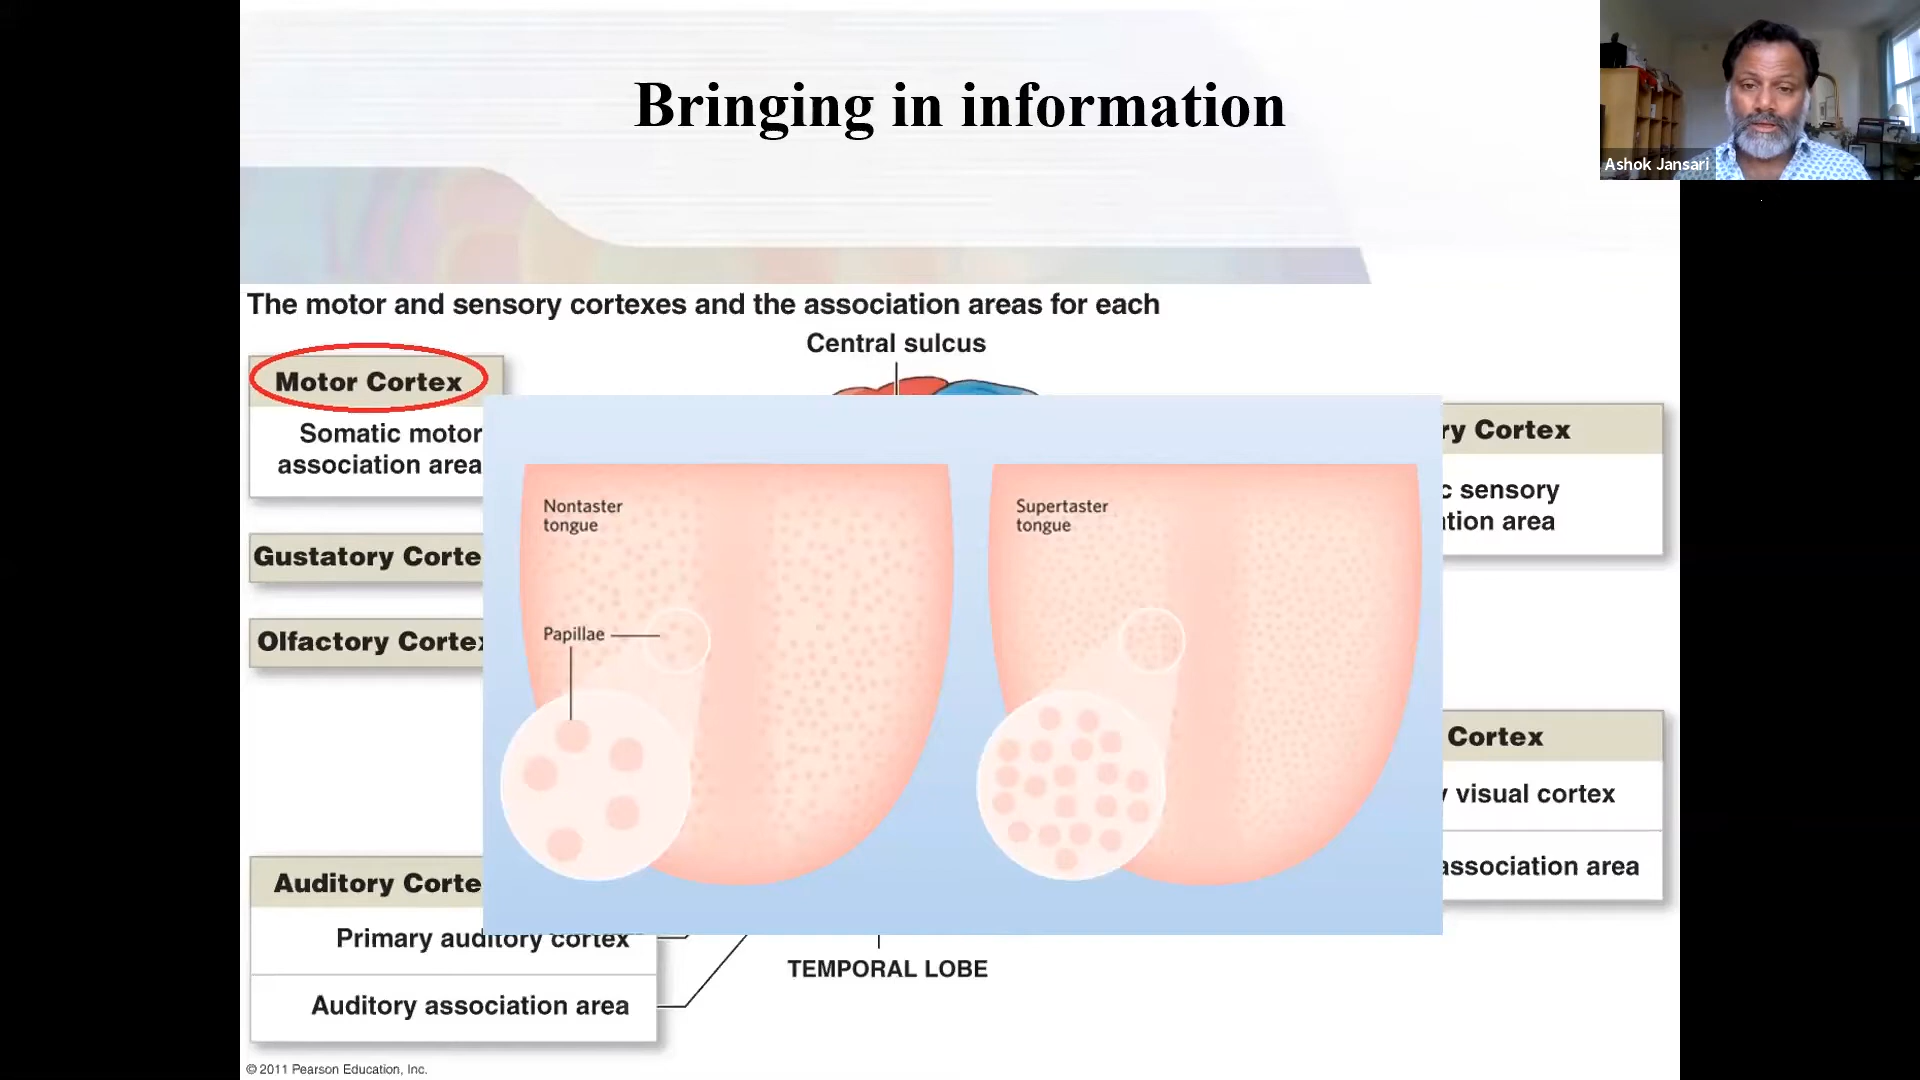 Bringing in information
Ashok Jansari
The motor and sensory cortexes and the association areas for each
Central sulcus
Motor Cortex
Somatic motor
association area
Gustatory Corte
Olfactory Cortex
Auditory Corte
Primary auditory cortex
Auditory association area
Nontaster
tongue
Papillae
Supertaster
tongue
ry Cortex
c sensory
ation area
Cortex
y visual cortex
association area
TEMPORAL LOBE
© 2011 Pearson Education, Inc.